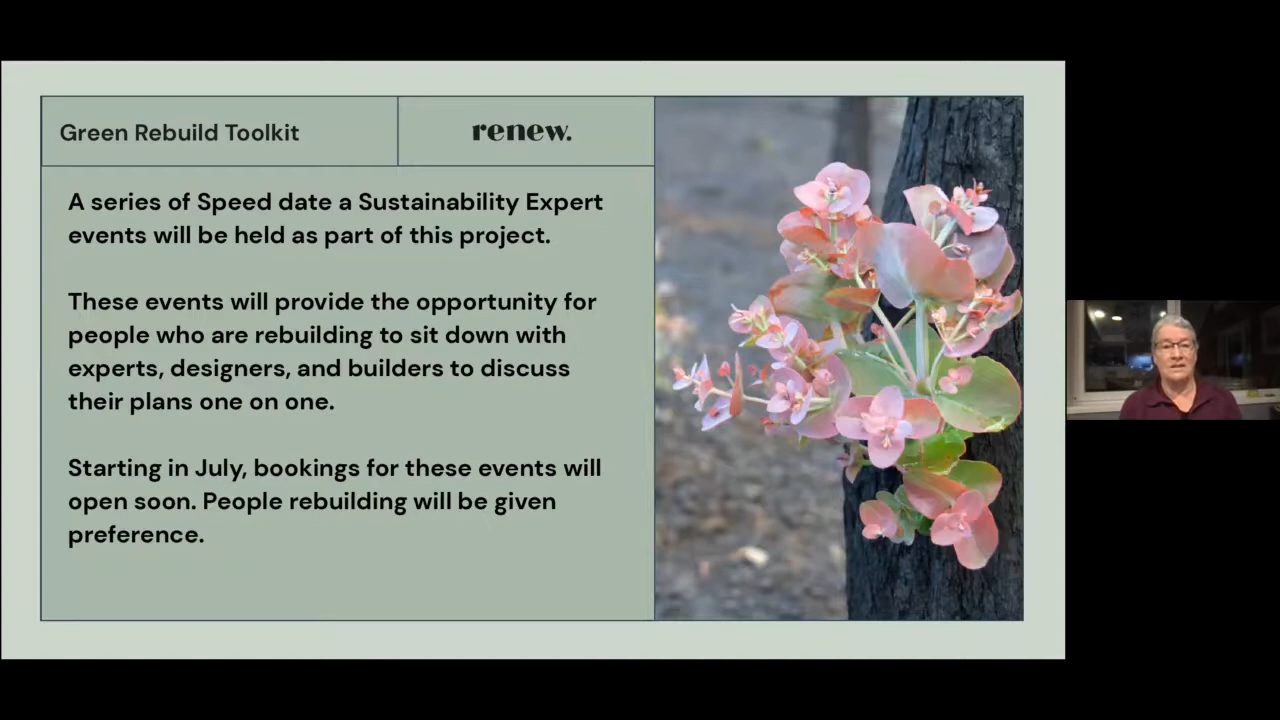 Green Rebuild Toolkit
renew.
A series of Speed date a Sustainability Expert
events will be held as part of this project.
These events will provide the opportunity for
people who are rebuilding to sit down with
experts, designers, and builders to discuss
their plans one on one.
Starting in July, bookings for these events will
open soon. People rebuilding will be given
preference.